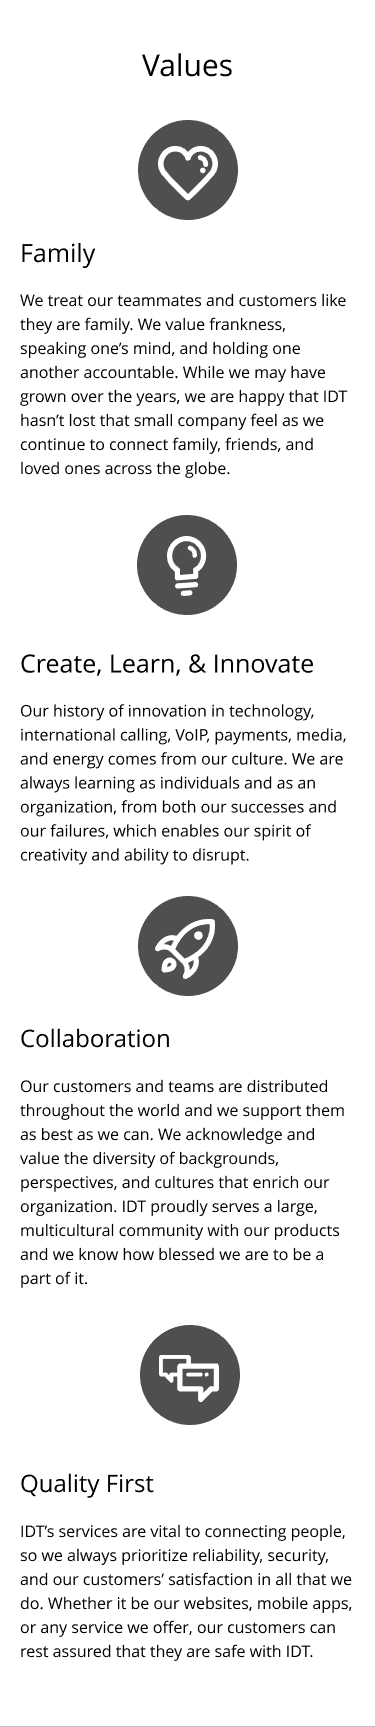 Values
Family
We treat our teammates and customers like
they are family. We value frankness,
speaking one’s mind, and holding one
another accountable. While we may have
grown over the years, we are happy that IDT
hasn’t lost that small company feel as we
continue to connect family, friends, and
loved ones across the globe.
Create, Learn, & Innovate
Our history of innovation in technology,
international calling, VoIP, payments, media,
and energy comes from our culture. We are
always learning as individuals and as an
organization, from both our successes and
our failures, which enables our spirit of
creativity and ability to disrupt.
Collaboration
Our customers and teams are distributed
throughout the world and we support them
as best as we can. We acknowledge and
value the diversity of backgrounds,
perspectives, and cultures that enrich our
organization. IDT proudly serves a large,
multicultural community with our products
and we know how blessed we are to be a
part of it.
Quality First
IDT’s services are vital to connecting people,
so we always prioritize reliability, security,
and our customers’ satisfaction in all that we
do. Whether it be our websites, mobile apps,
or any service we offer, our customers can
rest assured that they are safe with IDT.